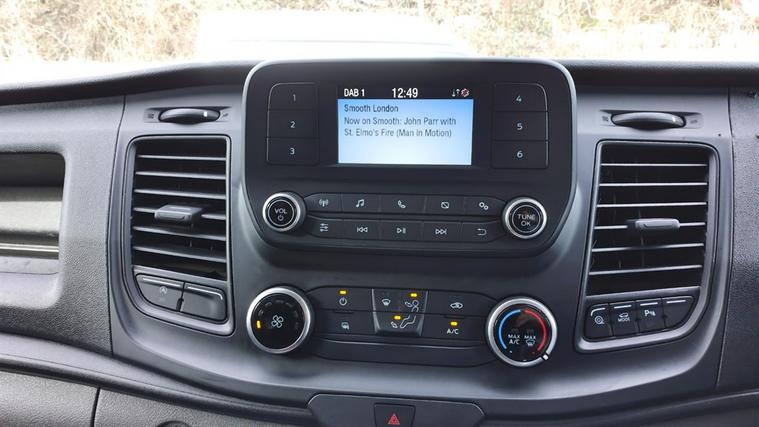 DAB 1 12:49
Smooth London
Now on Smooth: John Parr with
St. Elmo's Fire (Man In Motion)
1
2
3
4
5
6
VOL
TUNE
OK
A/C
MAX
A/C
MAX
MODE